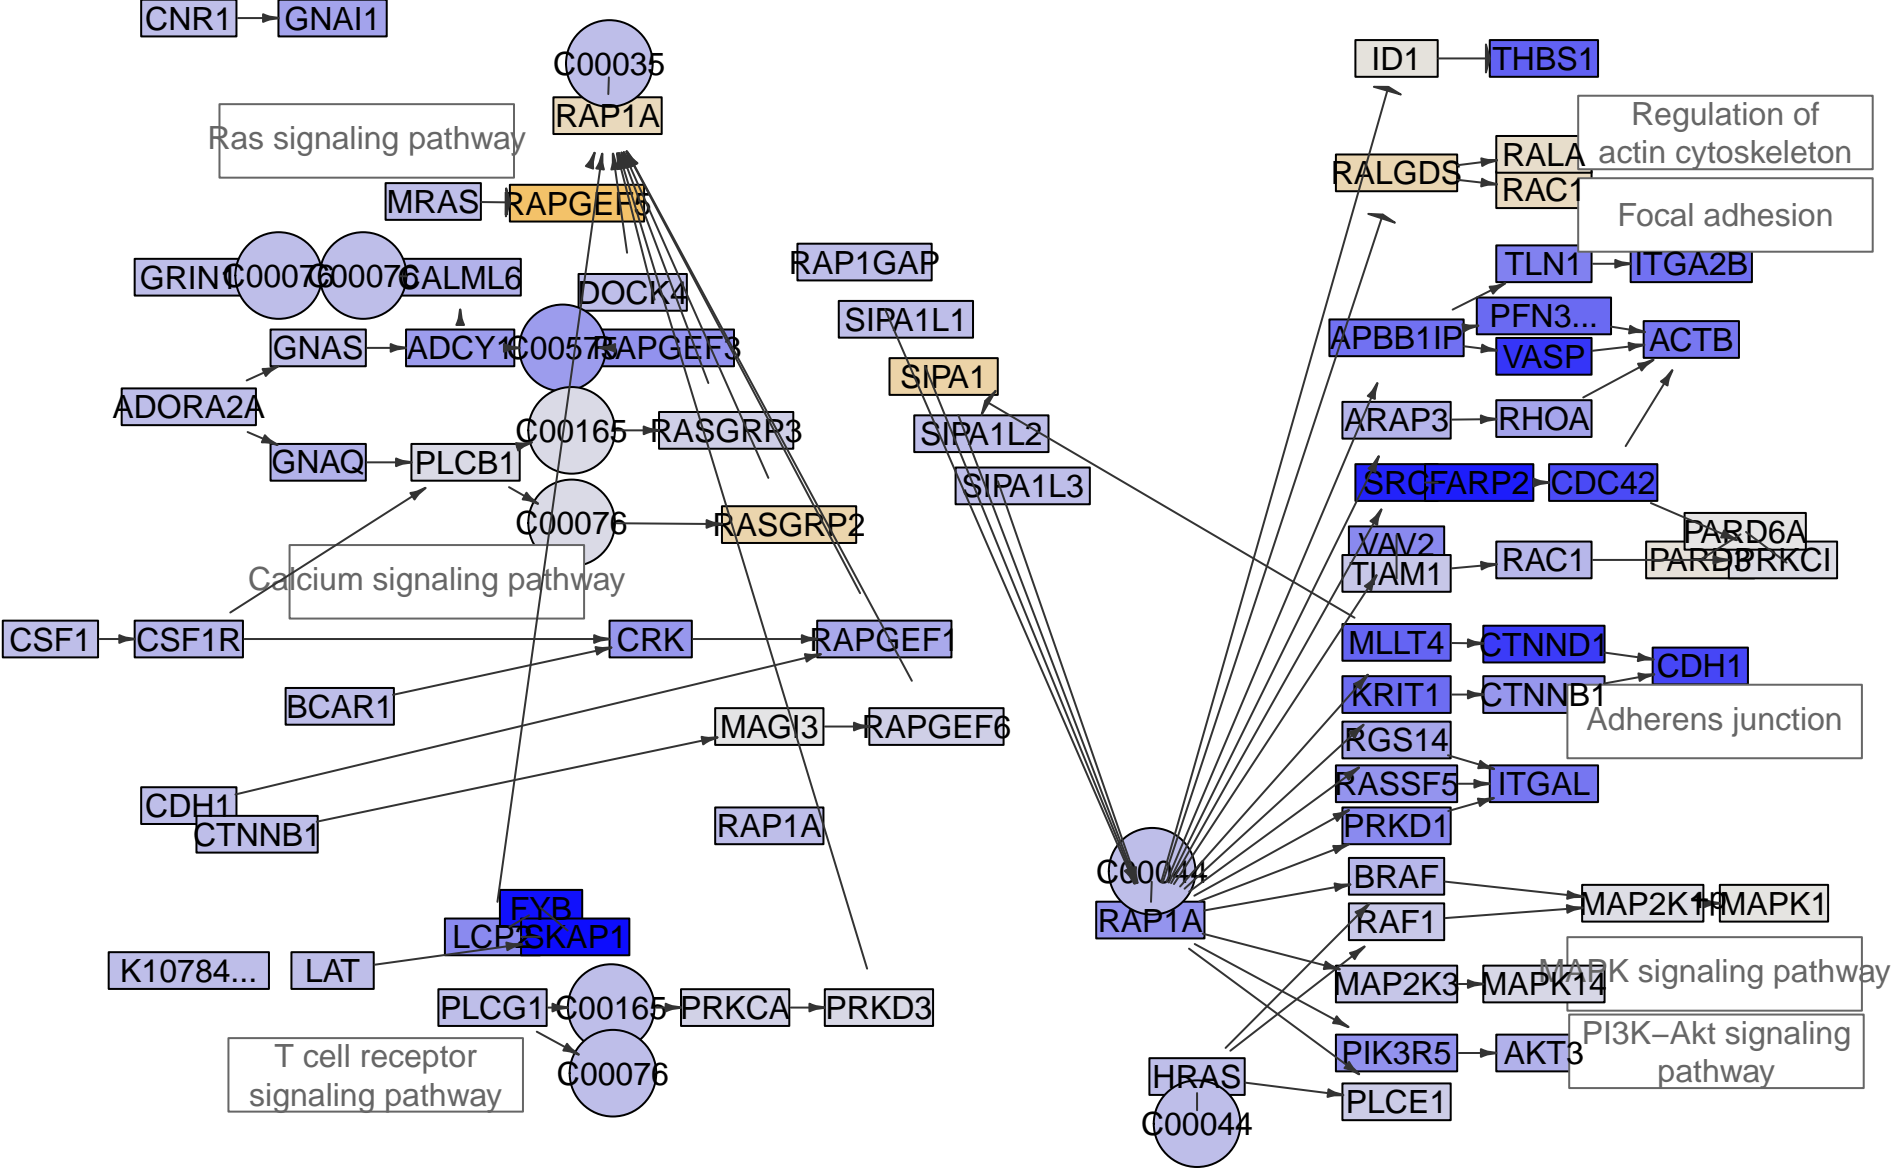 CNR1
GNAI1
C00035
RAP1A
Ras signaling pathway
MRAS
RAPGEF5
GRIN1
C00076
C00076
CALML6
DOCK4
GNAS
ADCY1
C00575
RAPGEF3
ADORA2A
GNAQ
PLCB1
C00165
RASGRP3
C00076
RASGRP2
Calcium signaling pathway
CSF1
CSF1R
CRK
RAPGEF1
BCAR1
MAGI3
RAPGEF6
CDH1
CTNNB1
RAP1A
FYB
SKAP1
K10784...
LAT
PLCG1
C00165
PRKCA
PRKD3
C00076
T cell receptor
signaling pathway
RAP1GAP
SIPA1L1
SIPA1
SIPA1L2
SIPA1L3
C00044
RAP1A
HRAS
C00044
ID1
THBS1
RALGDS
RALA
RAC1
Regulation of
actin cytoskeleton
Focal adhesion
TLN1
ITGA2B
APBB1IP
PFN3...
VASP
ACTB
ARAP3
RHOA
SRC
FARP2
CDC42
VAV2
TIAM1
RAC1
PARD6A
PARD3
PRKCI
MLLT4
CTNND1
CDH1
KRIT1
CTNNB1
Adherens junction
RGS14
RASSF5
ITGAL
PRKD1
BRAF
RAF1
MAP2K1
MAPK1
MAP2K3
MAPK14
MAPK signaling pathway
PIK3R5
AKT3
PI3K−Akt signaling
pathway
PLCE1